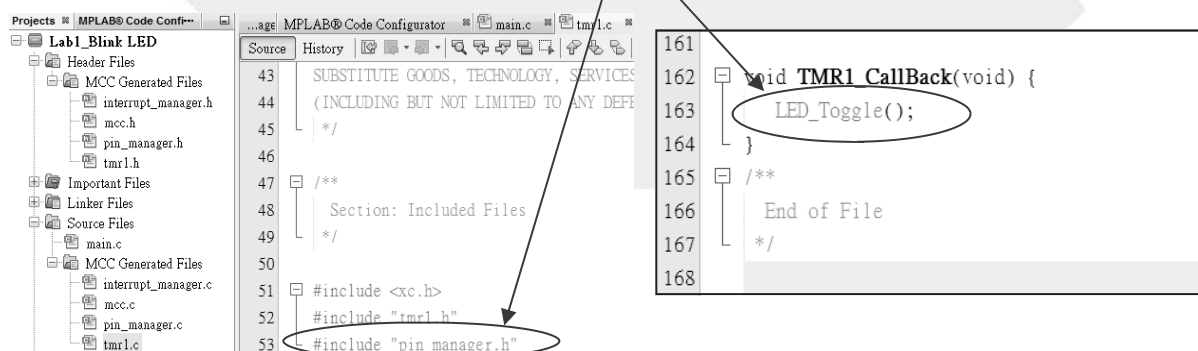 Projects MPLAB® Code Confi···
Lab1_Blink LED
Header Files
MCC Generated Files
interrupt_manager.h
mcc.h
pin_manager.h
tmr1.h
Important Files
Linker Files
Source Files
main.c
MCC Generated Files
interrupt_manager.c
mcc.c
pin_manager.c
tmr1.c
...age MPLAB® Code Configurator main.c tmr1.c
Source History
43 SUBSTITUTE GOODS, TECHNOLOGY, SERVICES
44 (INCLUDING BUT NOT LIMITED TO ANY DEFE
45 */
46
47 /**
48 Section: Included Files
49 */
50
51 #include <xc.h>
52 #include "tmr1.h"
53 #include "pin_manager.h"
161
162 void TMR1_CallBack(void) {
163 LED_Toggle();
164 }
165 /**
166 End of File
167 */
168